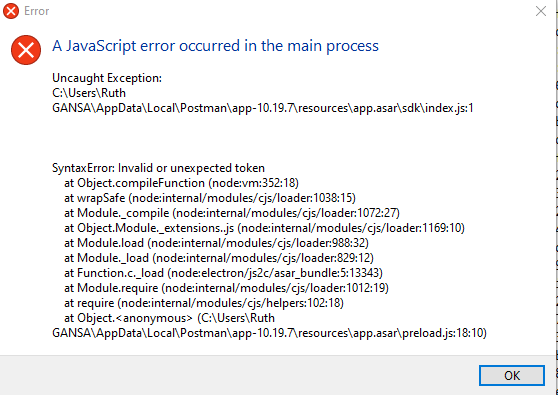 Error
A JavaScript error occurred in the main process
Uncaught Exception:
C:\Users\Ruth
GANSA\AppData\Local\Postman\app-10.19.7\resources\app.asar\sdk\index.js:1
SyntaxError: Invalid or unexpected token
at Object.compileFunction (node:vm:352:18)
at wrapSafe (node:internal/modules/cjs/loader:1038:15)
at Module._compile (node:internal/modules/cjs/loader:1072:27)
at Object.Module._extensions..js (node:internal/modules/cjs/loader:1169:10)
at Module.load (node:internal/modules/cjs/loader:988:32)
at Module._load (node:internal/modules/cjs/loader:829:12)
at Function.c._load (node:electron/js2c/asar_bundle:5:13343)
at Module.require (node:internal/modules/cjs/loader:1012:19)
at require (node:internal/modules/cjs/helpers:102:18)
at Object.<anonymous> (C:\Users\Ruth
GANSA\AppData\Local\Postman\app-10.19.7\resources\app.asar\preload.js:18:10)
OK